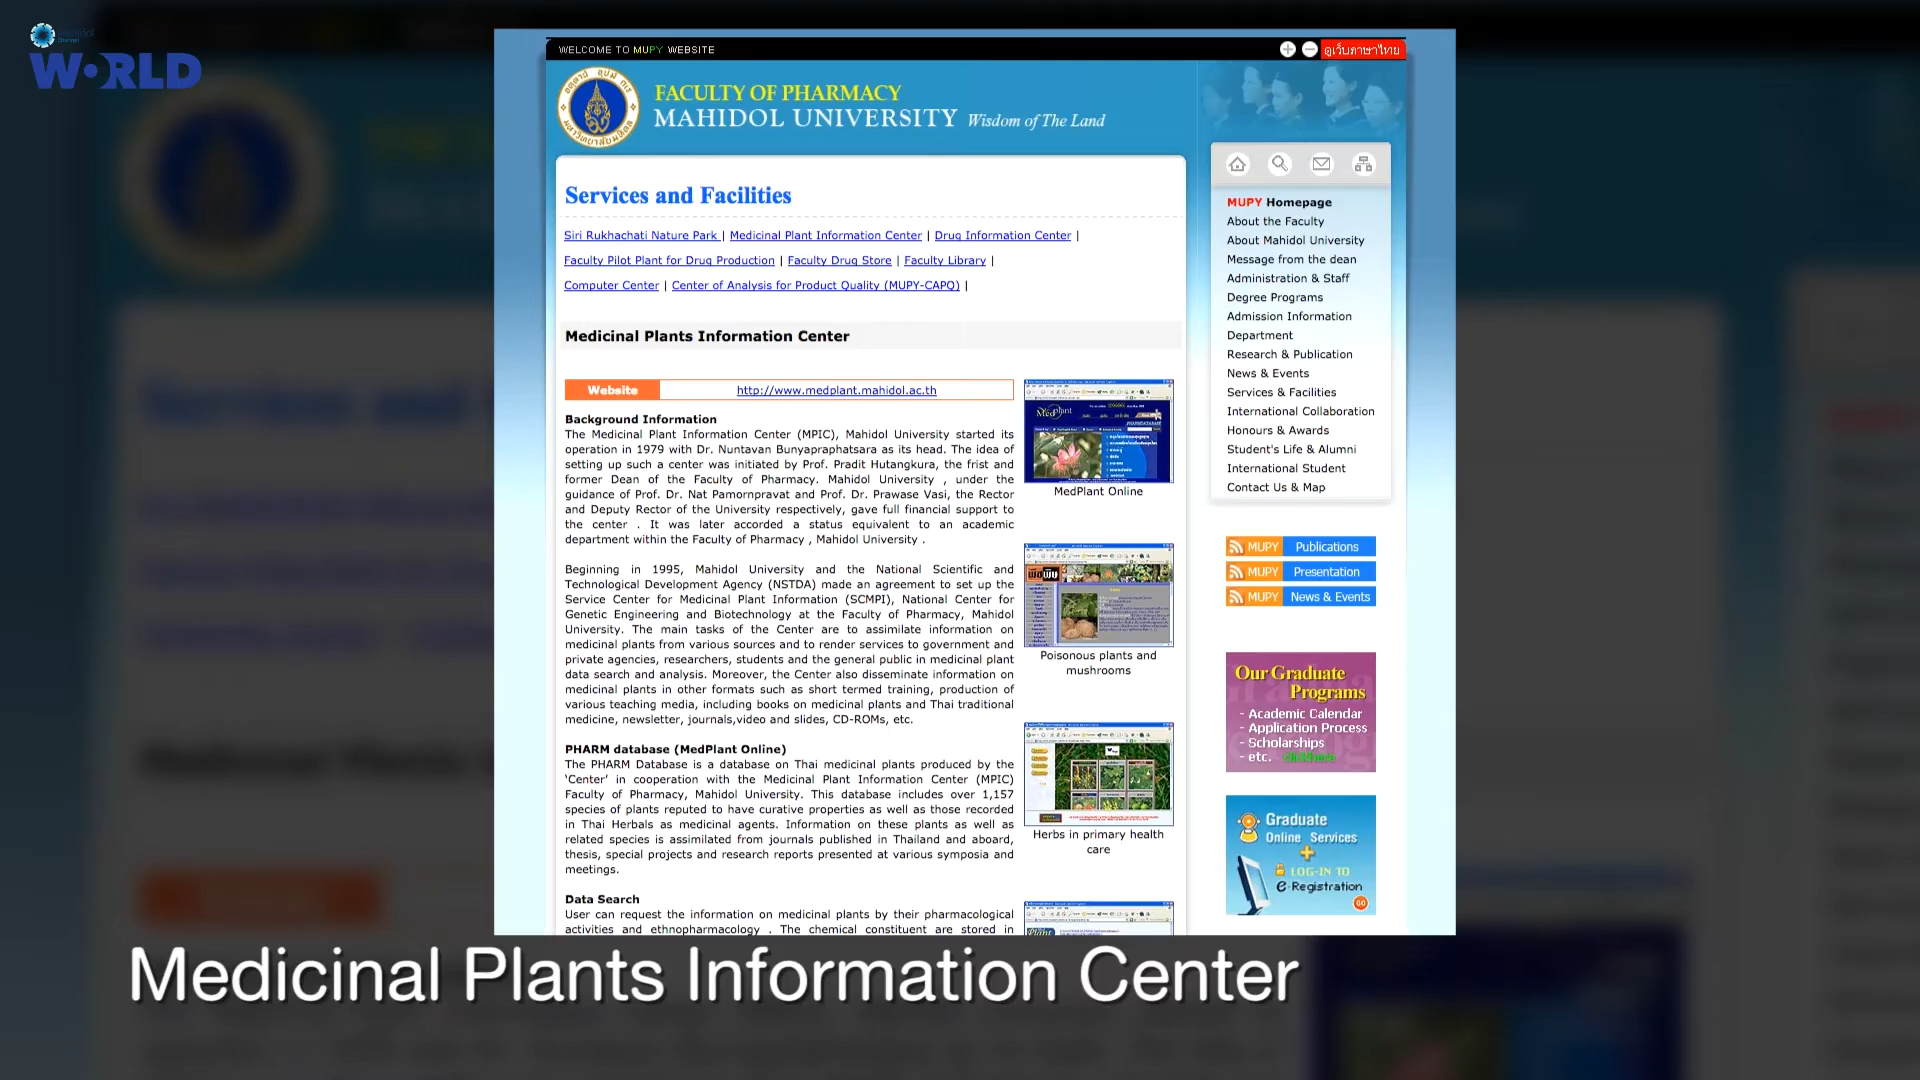 WORLD
WELCOME TO MUPY WEBSITE
ดูเว็บภาษาไทย
FACULTY OF PHARMACY
MAHIDOL UNIVERSITY Wisdom of The Land
Services and Facilities
Siri Rukhachati Nature Park | Medicinal Plant Information Center | Drug Information Center |
Faculty Pilot Plant for Drug Production | Faculty Drug Store | Faculty Library |
Computer Center | Center of Analysis for Product Quality (MUPY-CAPQ) |
Medicinal Plants Information Center
Website http://www.medplant.mahidol.ac.th
Background Information
The Medicinal Plant Information Center (MPIC), Mahidol University started its
operation in 1979 with Dr. Nuntavan Bunyapraphatsara as its head. The idea of
setting up such a center was initiated by Prof. Pradit Hutangkura, the frist and
former Dean of the Faculty of Pharmacy. Mahidol University , under the
guidance of Prof. Dr. Nat Pamornpravat and Prof. Dr. Prawase Vasi, the Rector
and Deputy Rector of the University respectively, gave full financial support to
the center . It was later accorded a status equivalent to an academic
department within the Faculty of Pharmacy , Mahidol University .
Beginning in 1995, Mahidol University and the National Scientific and
Technological Development Agency (NSTDA) made an agreement to set up the
Service Center for Medicinal Plant Information (SCMPI), National Center for
Genetic Engineering and Biotechnology at the Faculty of Pharmacy, Mahidol
University. The main tasks of the Center are to assimilate information on
medicinal plants from various sources and to render services to government and
private agencies, researchers, students and the general public in medicinal plant
data search and analysis. Moreover, the Center also disseminate information on
medicinal plants in other formats such as short termed training, production of
various teaching media, including books on medicinal plants and Thai traditional
medicine, newsletter, journals,video and slides, CD-ROMs, etc.
PHARM database (MedPlant Online)
The PHARM Database is a database on Thai medicinal plants produced by the
'Center' in cooperation with the Medicinal Plant Information Center (MPIC)
Faculty of Pharmacy, Mahidol University. This database includes over 1,157
species of plants reputed to have curative properties as well as those recorded
in Thai Herbals as medicinal agents. Information on these plants as well as
related species is assimilated from journals published in Thailand and aboard,
thesis, special projects and research reports presented at various symposia and
meetings.
Data Search
User can request the information on medicinal plants by their pharmacological
activities and ethnopharmacology . The chemical constituent are stored in
MedPlant
MedPlant Online
Poisonous plants and
mushrooms
Herbs in primary health
care
Plant
MUPY Homepage
About the Faculty
About Mahidol University
Message from the dean
Administration & Staff
Degree Programs
Admission Information
Department
Research & Publication
News & Events
Services & Facilities
International Collaboration
Honours & Awards
Student's Life & Alumni
International Student
Contact Us & Map
MUPY Publications
MUPY Presentation
MUPY News & Events
Our Graduate
Programs
- Academic Calendar
- Application Process
- Scholarships
- etc. click here
Graduate
Online Services
+
LOG-IN TO
e-Registration
GO
Medicinal Plants Information Center